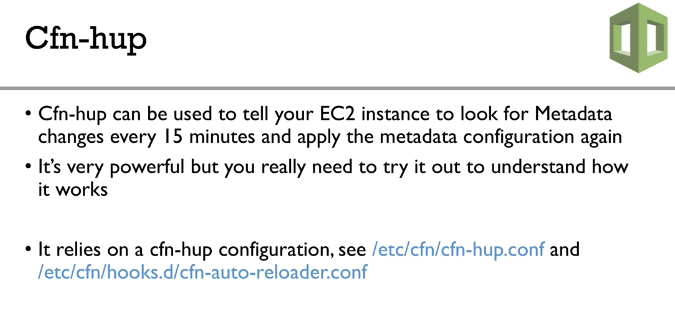 Cfn-hup
• Cfn-hup can be used to tell your EC2 instance to look for Metadata
changes every 15 minutes and apply the metadata configuration again
• It’s very powerful but you really need to try it out to understand how
it works
• It relies on a cfn-hup configuration, see /etc/cfn/cfn-hup.conf and
/etc/cfn/hooks.d/cfn-auto-reloader.conf